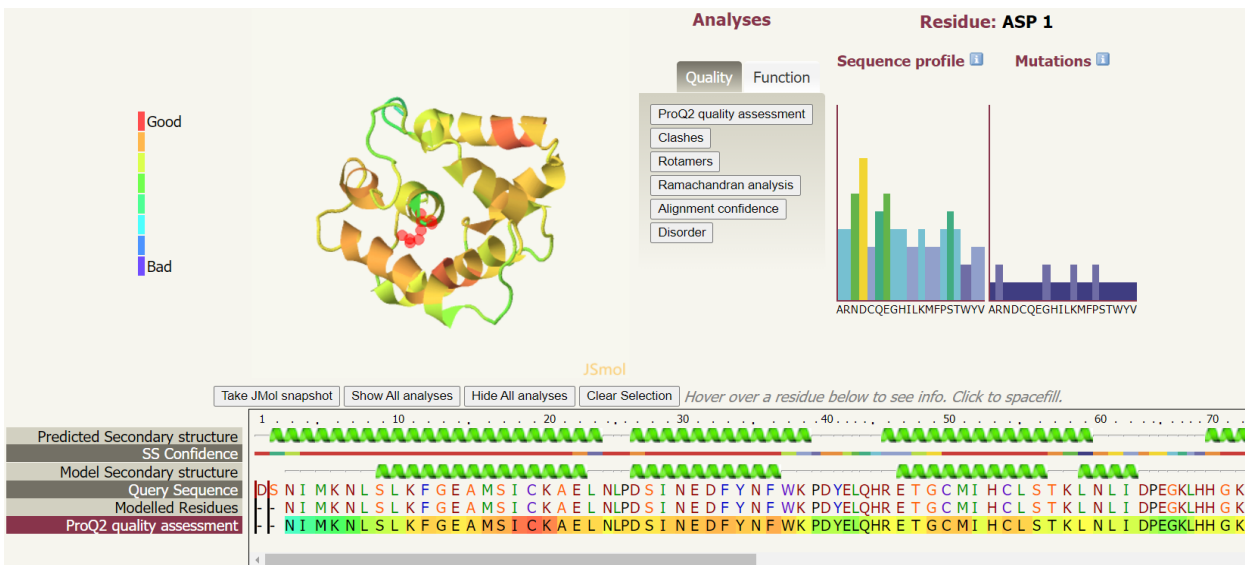 Analyses
Residue: ASP 1
Sequence profile
Mutations
Quality
Function
Good
Bad
ProQ2 quality assessment
Clashes
Rotamers
Ramachandran analysis
Alignment confidence
Disorder
ARNDCQEGHILKMFPSTWYV
ARNDCQEGHILKMFPSTWYV
JSmol
Take JMol snapshot
Show All analyses
Hide All analyses
Clear Selection
Hover over a residue below to see info. Click to spacefill.
1 . . . . . . . . 10 . . . . . . . . 20 . . . . . . . . 30 . . . . . . . . 40 . . . . . . . . 50 . . . . . . . . 60 . . . . . . . . 70 . .
Predicted Secondary structure
SS Confidence
Model Secondary structure
Query Sequence DSNIMKNLSLKFGEAMSICKAELNLPDSINEDFYNFWKPDYELQHRETGCMIHCLSTKLNLIDPEGKLHHGK
Modelled Residues --NIMKNLSLKFGEAMSICKAELNLPDSINEDFYNFWKPDYELQHRETGCMIHCLSTKLNLIDPEGKLHHGK
ProQ2 quality assessment NIMKNLSLKFGEAMSICKAELNLPDSINEDFYNFWKPDYELQHRETGCMIHCLSTKLNLIDPEGKLHHGK